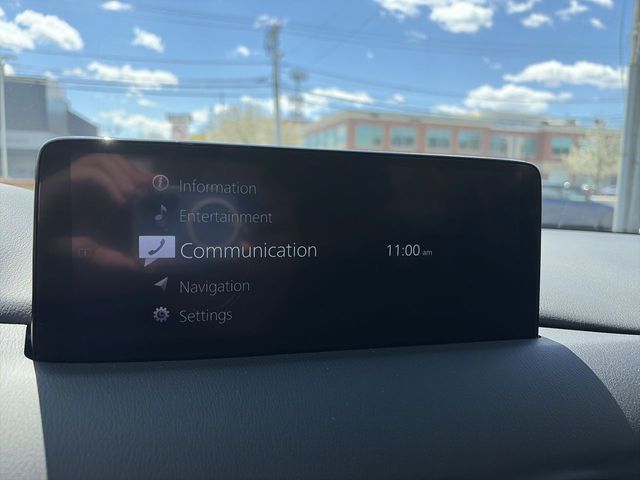 Information
Entertainment
Communication
11:00 am
Navigation
Settings